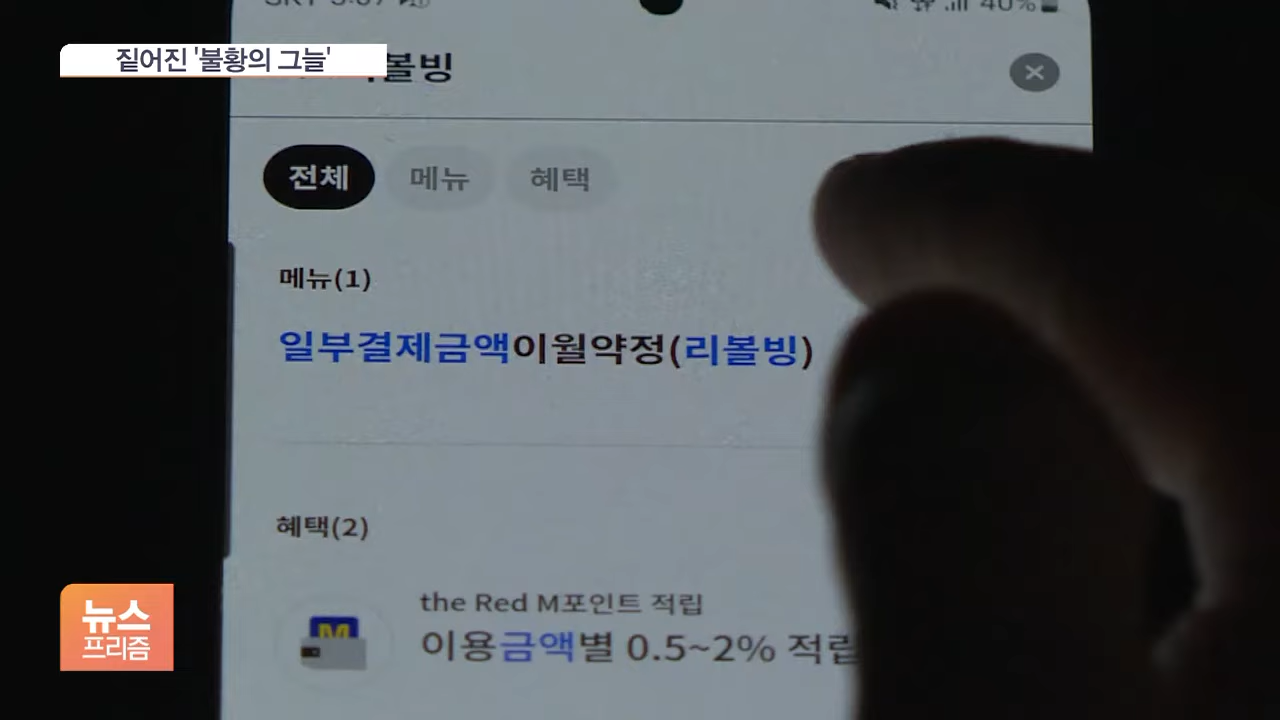 짙어진 '불황의 그늘'
볼빙
전체 메뉴 혜택
메뉴(1)
일부결제금액이월약정(리볼빙)
혜택(2)
the Red M포인트 적립
M
이용금액별 0.5~2% 적립
뉴스
프리즘